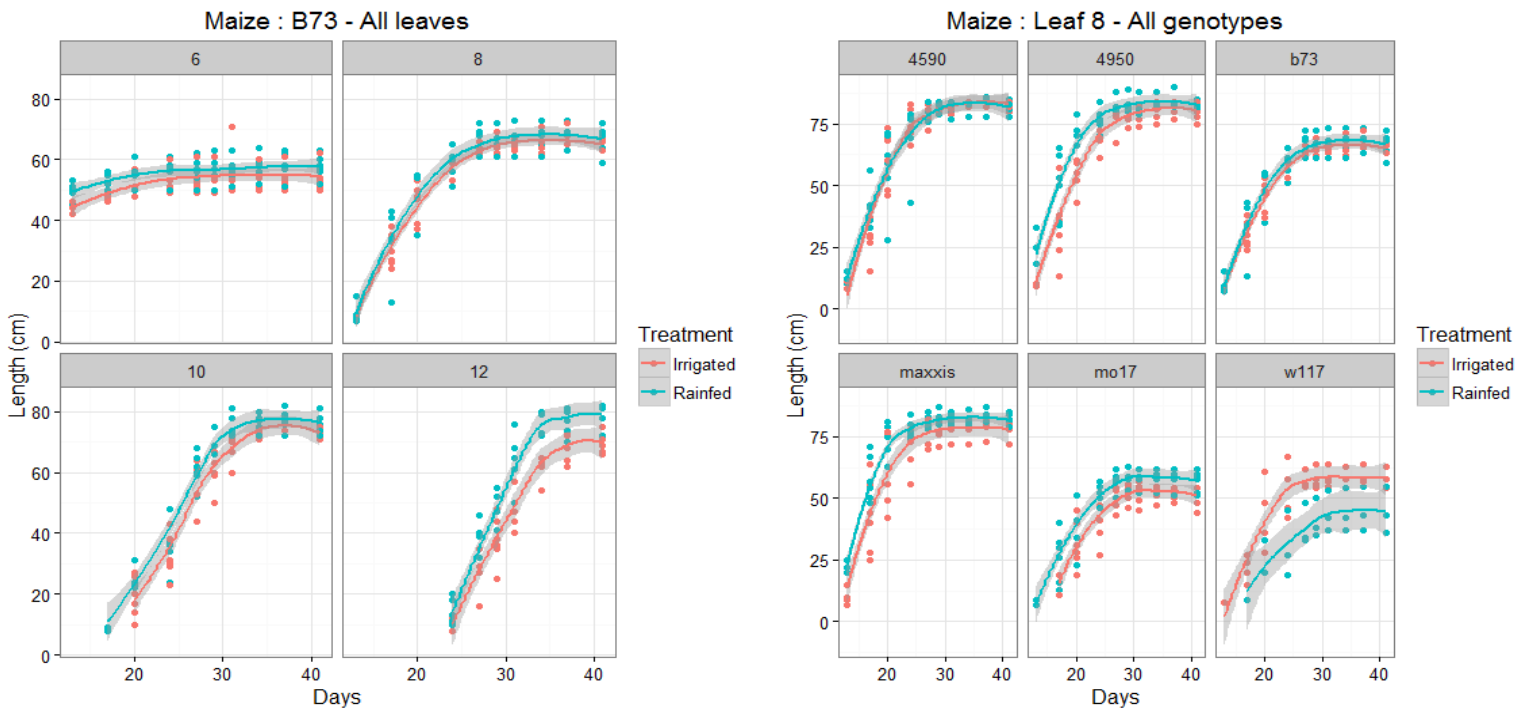 Maize : B73 - All leaves
6
8
80
60
40
20
0
10
12
80
60
40
20
0
20
30
40
20
30
40
Length (cm)
Days
Treatment
Irrigated
Rainfed
Maize : Leaf 8 - All genotypes
4590
4950
b73
75
50
25
0
maxxis
mo17
w117
75
50
25
0
20
30
40
20
30
40
20
30
40
Length (cm)
Days
Treatment
Irrigated
Rainfed